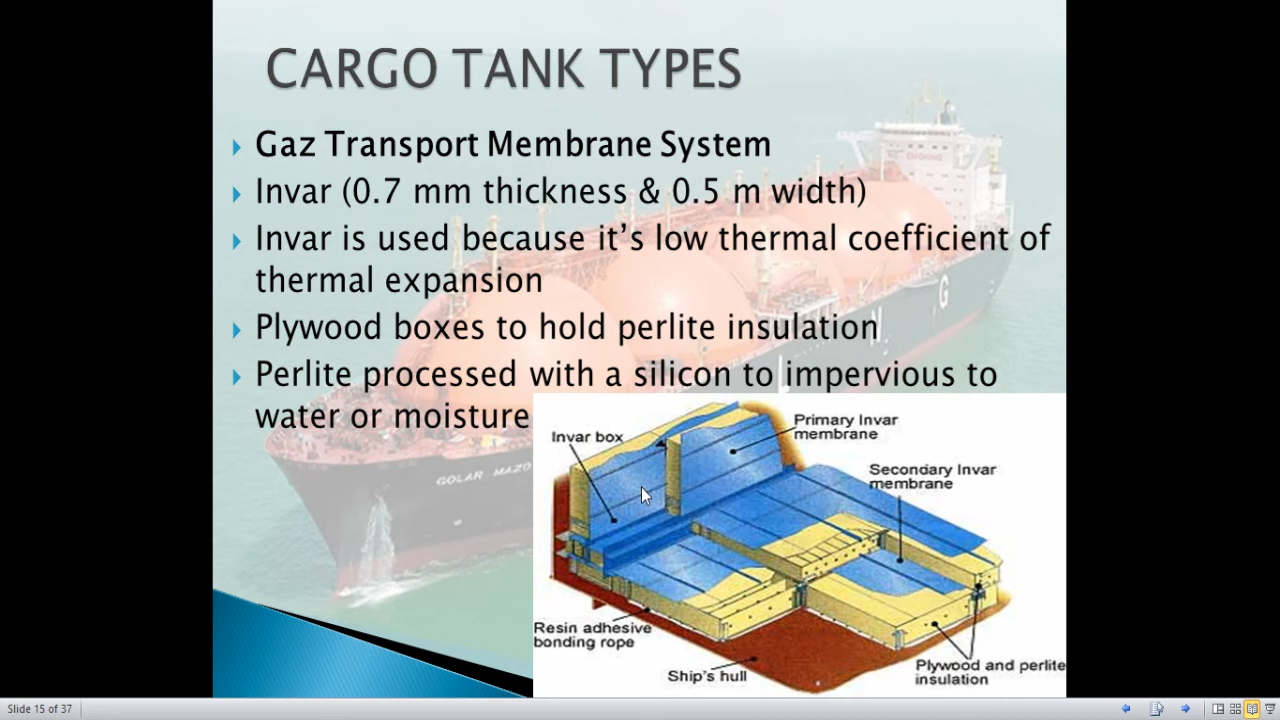 CARGO TANK TYPES
Gaz Transport Membrane System
Invar (0.7 mm thickness & 0.5 m width)
Invar is used because it’s low thermal coefficient of
thermal expansion
Plywood boxes to hold perlite insulation
Perlite processed with a silicon to impervious to
water or moisture
SMOKING
G
N
GOLAR MAZO
Invar box
Primary Invar
membrane
Secondary Invar
membrane
Resin adhesive
bonding rope
Ship's hull
Plywood and perlite
insulation
Slide 15 of 37